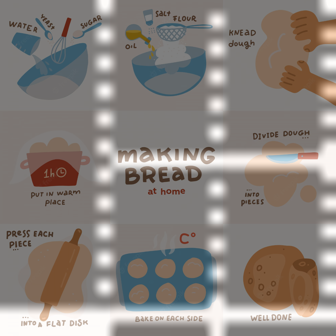 WATER
YEAST
SUGAR
OIL
SALT
FLOUR
KNEAD
dough
1h
PUT IN WARM
PLACE
MAKING
BREAD
at home
DIVIDE DOUGH
INTO
PIECES
PRESS EACH
PIECE
INTO A FLAT DISK
C°
BAKE ON EACH SIDE
WELL DONE